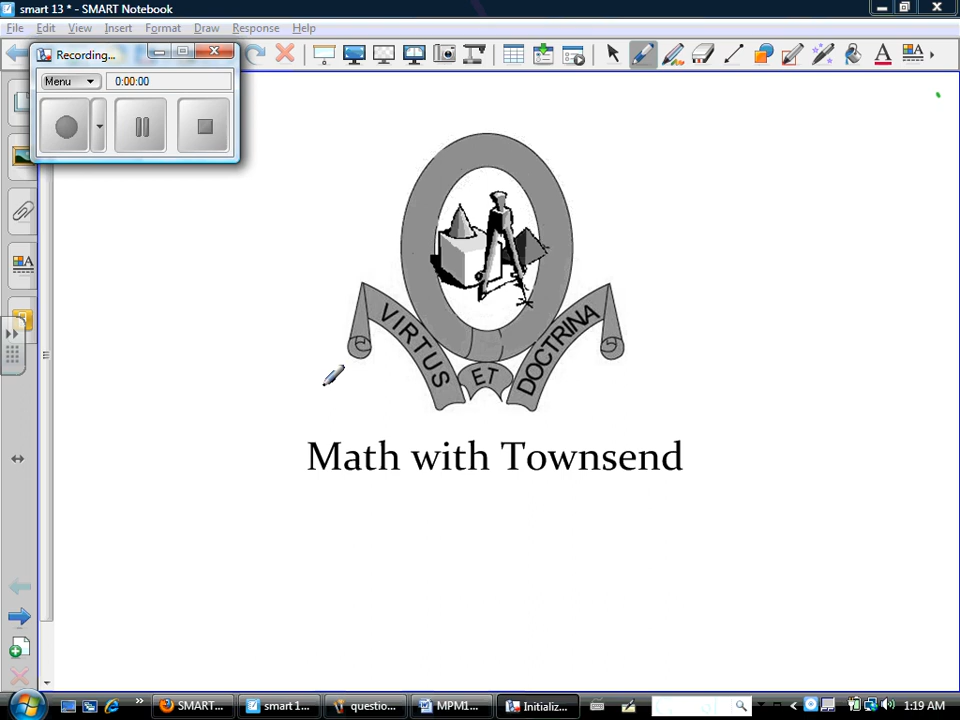 smart 13 * - SMART Notebook
File Edit View Insert Format Draw Response Help
Recording...
Menu 0:00:00
VIRTUS ET DOCTRINA
Math with Townsend
SMART... smart 1... questio... MPM1... Initializ... 1:19 AM